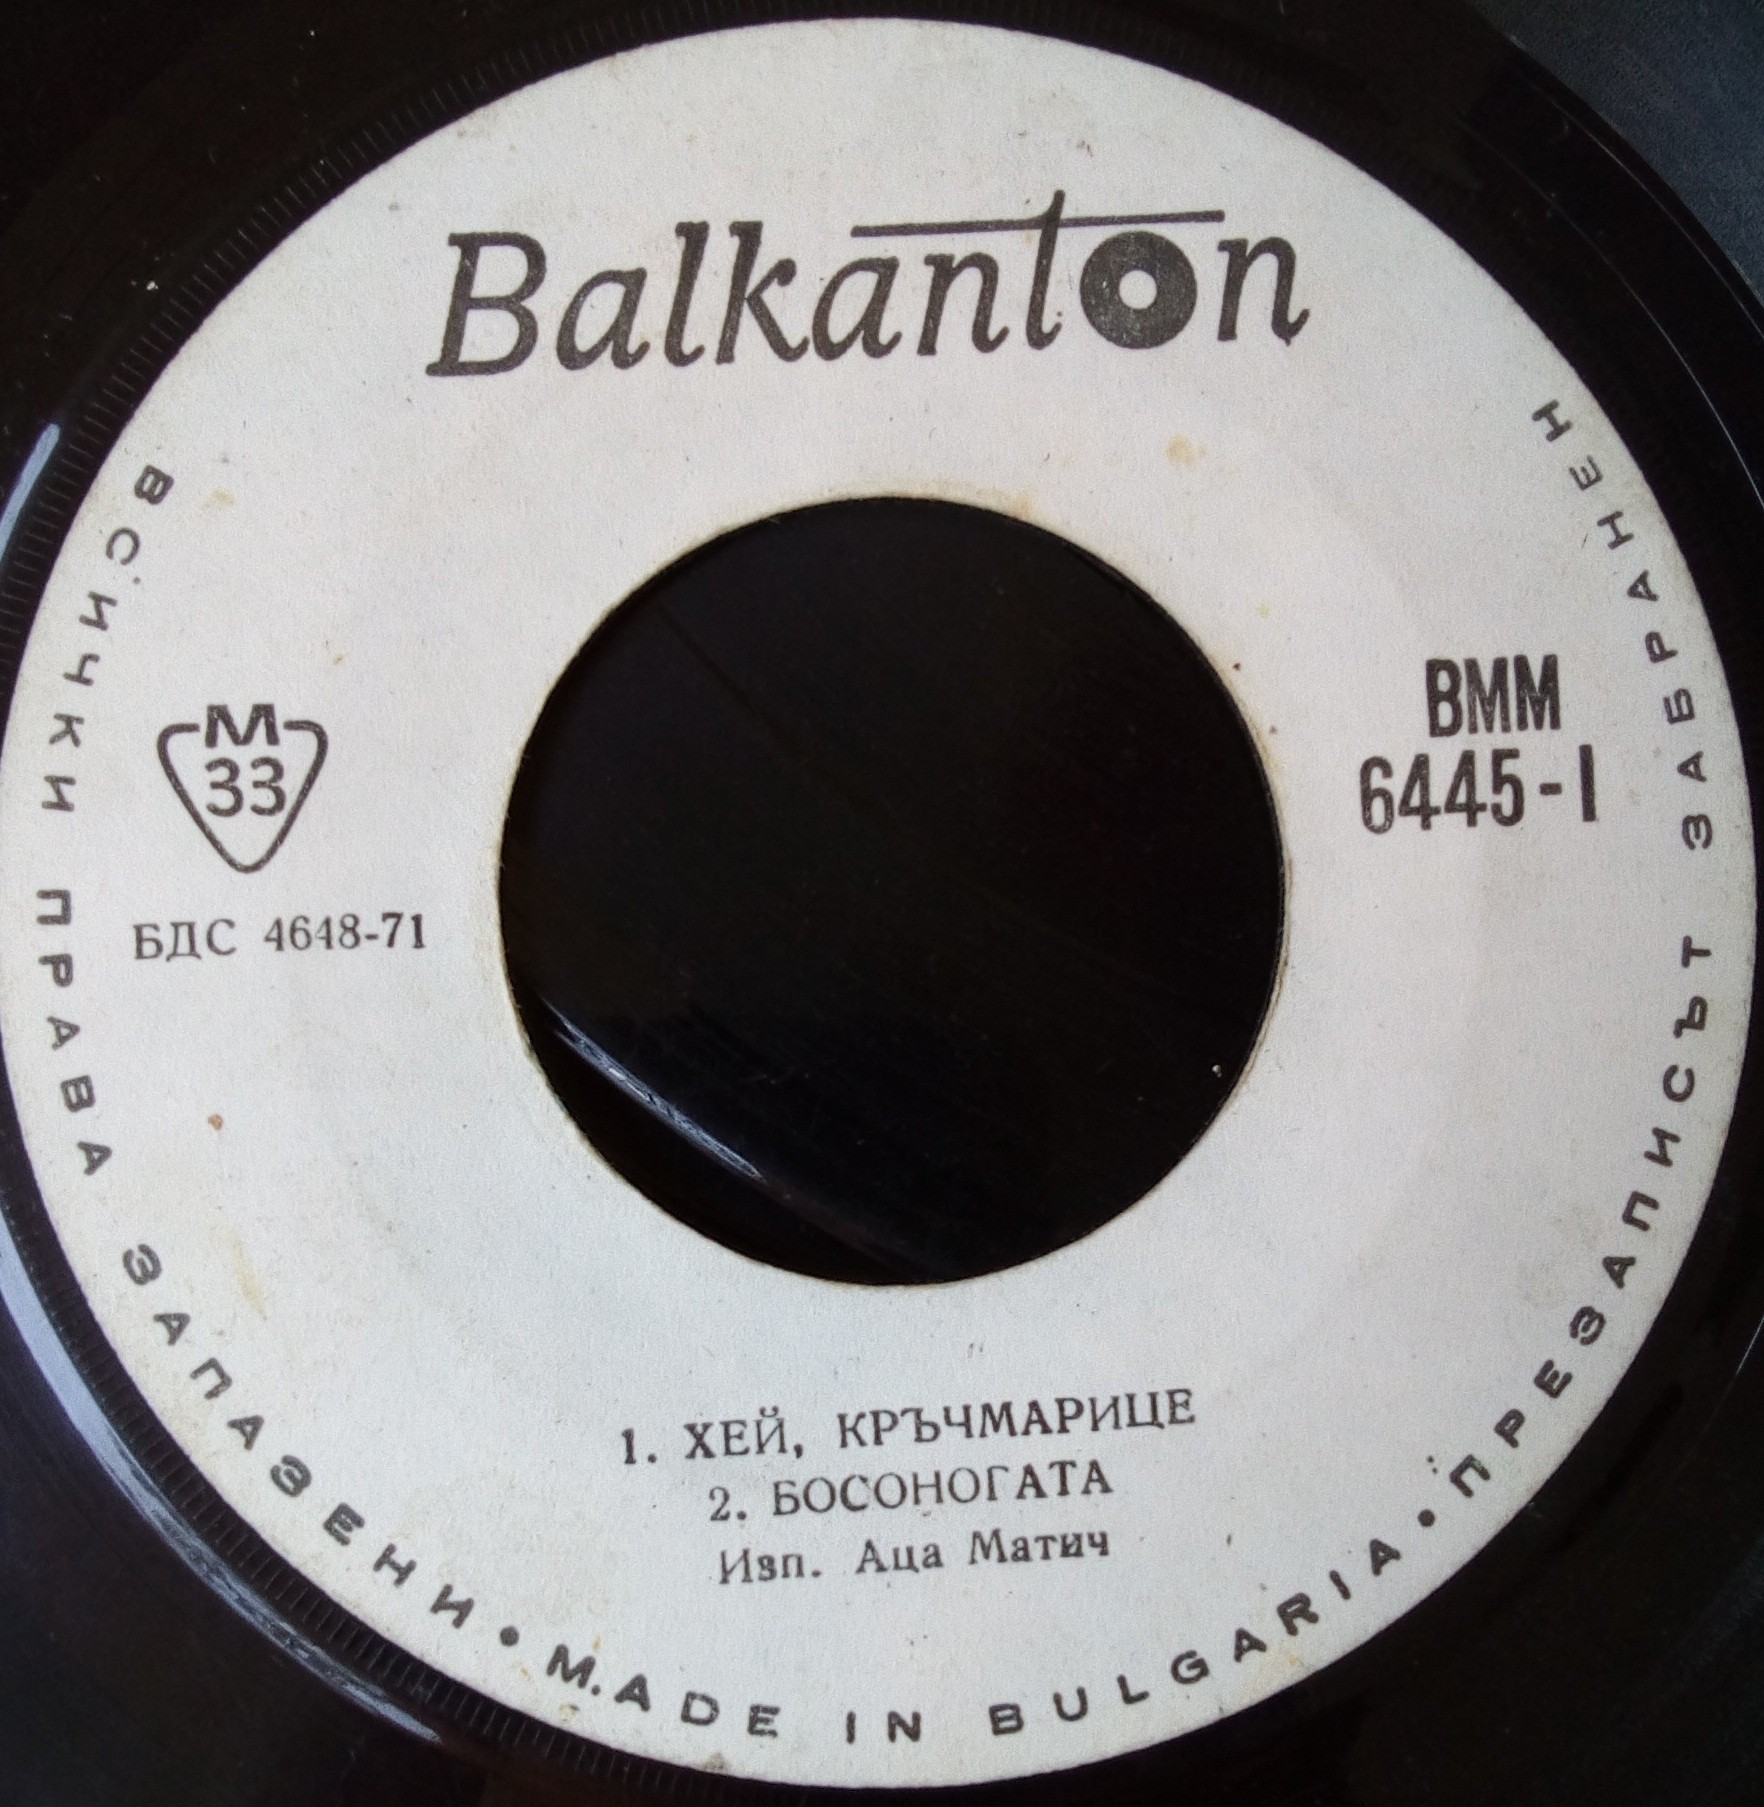 Balkanton
ВСИЧКИ ПРАВА ЗАПАЗЕНИ • MADE IN BULGARIA • ПРЕЗАПИСЪТ ЗАБРАНЕН
М
33
БДС 4648-71
ВММ
6445-I
1. ХЕЙ, КРЪЧМАРИЦЕ
2. БОСОНОГАТА
Изп. Аца Матич